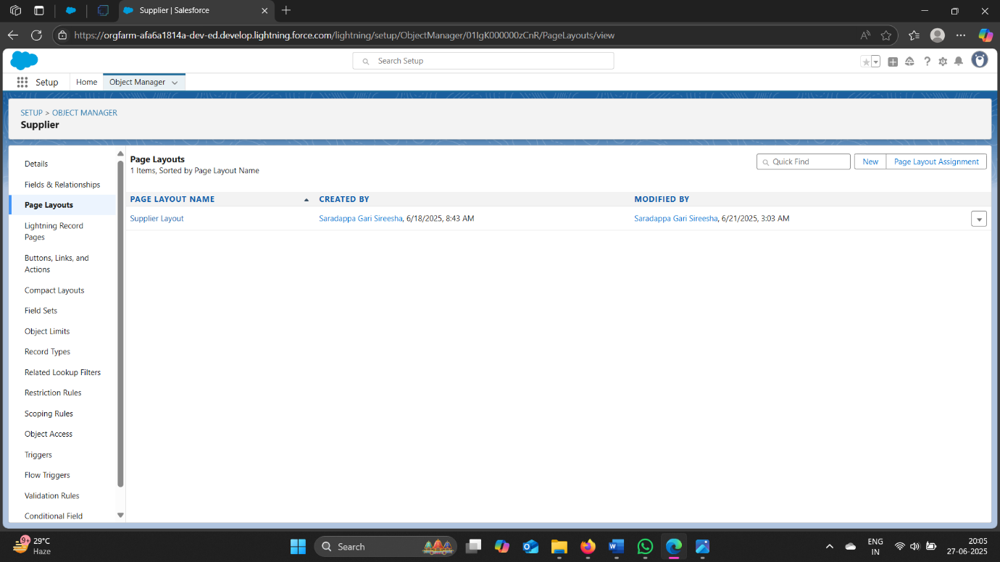 Supplier | Salesforce
https://orgfarm-afa6a1814a-dev-ed.develop.lightning.force.com/lightning/setup/ObjectManager/01IgK000000zCnR/PageLayouts/view
Search Setup
Setup
Home
Object Manager
SETUP > OBJECT MANAGER
Supplier
Details
Fields & Relationships
Page Layouts
Lightning Record
Pages
Buttons, Links, and
Actions
Compact Layouts
Field Sets
Object Limits
Record Types
Related Lookup Filters
Restriction Rules
Scoping Rules
Object Access
Triggers
Flow Triggers
Validation Rules
Conditional Field
Page Layouts
1 Items, Sorted by Page Layout Name
Quick Find
New
Page Layout Assignment
PAGE LAYOUT NAME CREATED BY MODIFIED BY
Supplier Layout Saradappa Gari Sireesha, 6/18/2025, 8:43 AM Saradappa Gari Sireesha, 6/21/2025, 3:03 AM
9+
29°C
Haze
Search
ENG
IN
20:05
27-06-2025